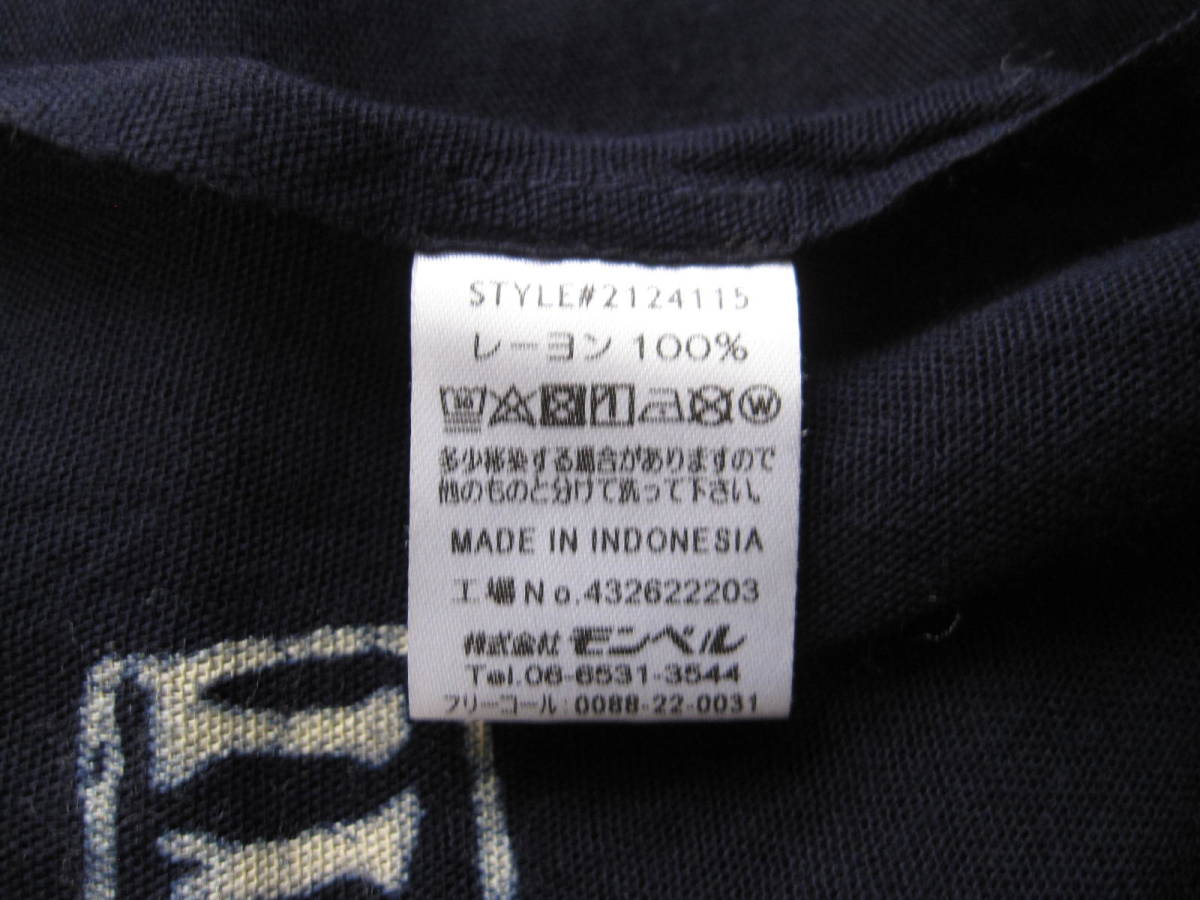 STYLE#2124115
レーヨン 100%
多少移染する場合がありますので
他のものと分けて洗って下さい。
MADE IN INDONESIA
工場No.432622203
株式会社 モンベル
Tel.06-6531-3544
フリーコール:0088-22-0031